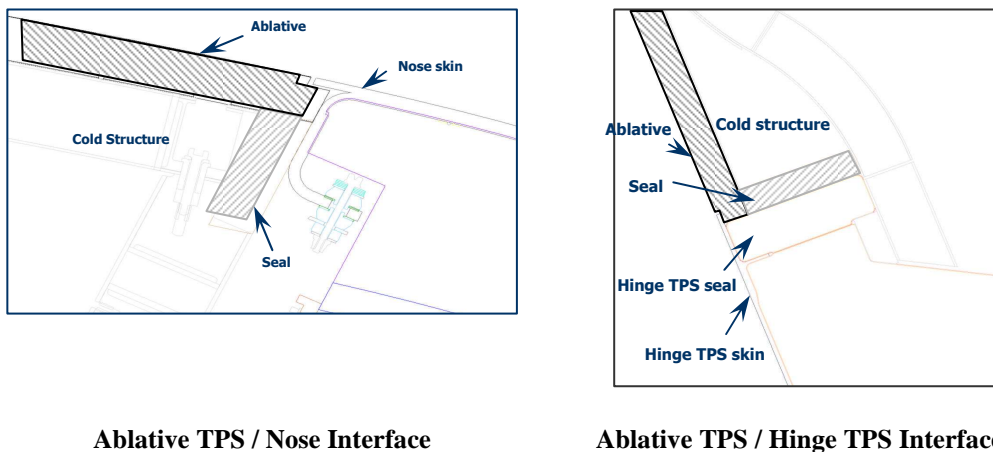 Ablative
Nose skin
Cold Structure
Seal
Ablative TPS / Nose Interface
Ablative
Cold structure
Seal
Hinge TPS seal
Hinge TPS skin
Ablative TPS / Hinge TPS Interface